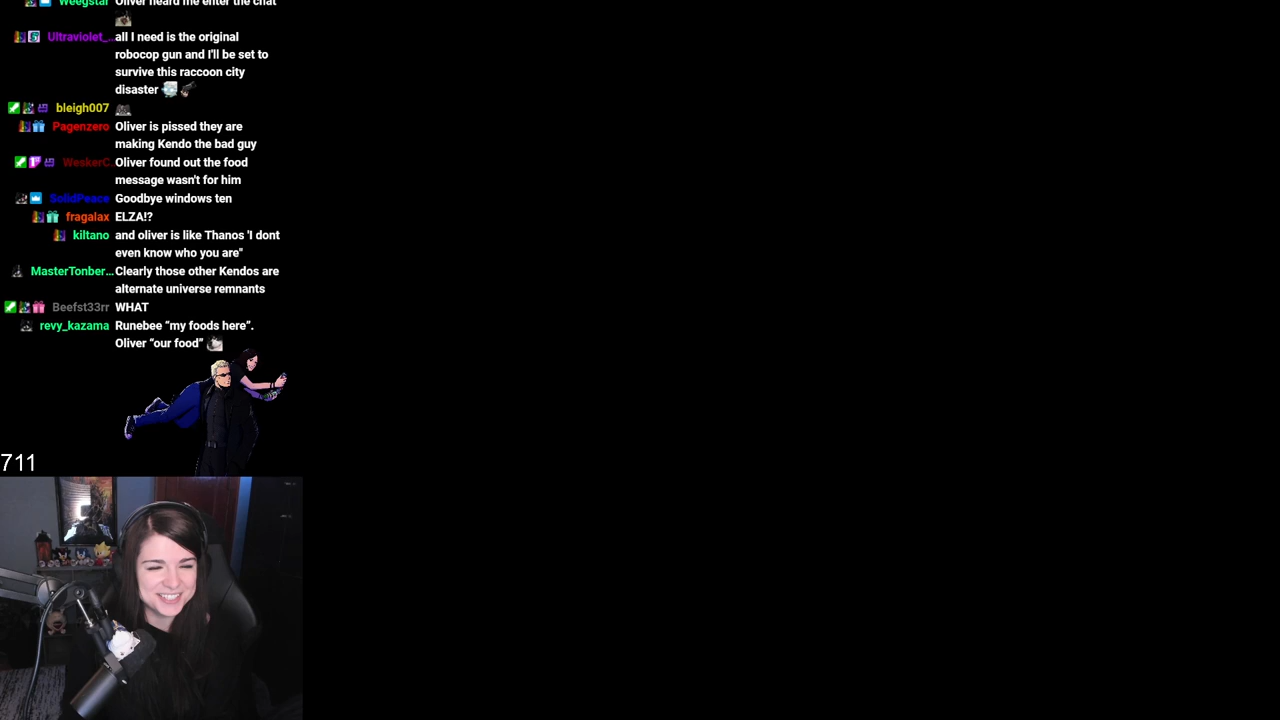 Weegstar Oliver heard me enter the chat
Ultraviolet_... all I need is the original
robocop gun and I'll be set to
survive this raccoon city
disaster
bleigh007
Pagenzero Oliver is pissed they are
making Kendo the bad guy
WeskerC... Oliver found out the food
message wasn't for him
SolidPeace Goodbye windows ten
fragalax ELZA!?
kiltano and oliver is like Thanos 'I dont
even know who you are"
MasterTonber... Clearly those other Kendos are
alternate universe remnants
Beefst33rr WHAT
revy_kazama Runebee “my foods here”.
Oliver “our food”
711